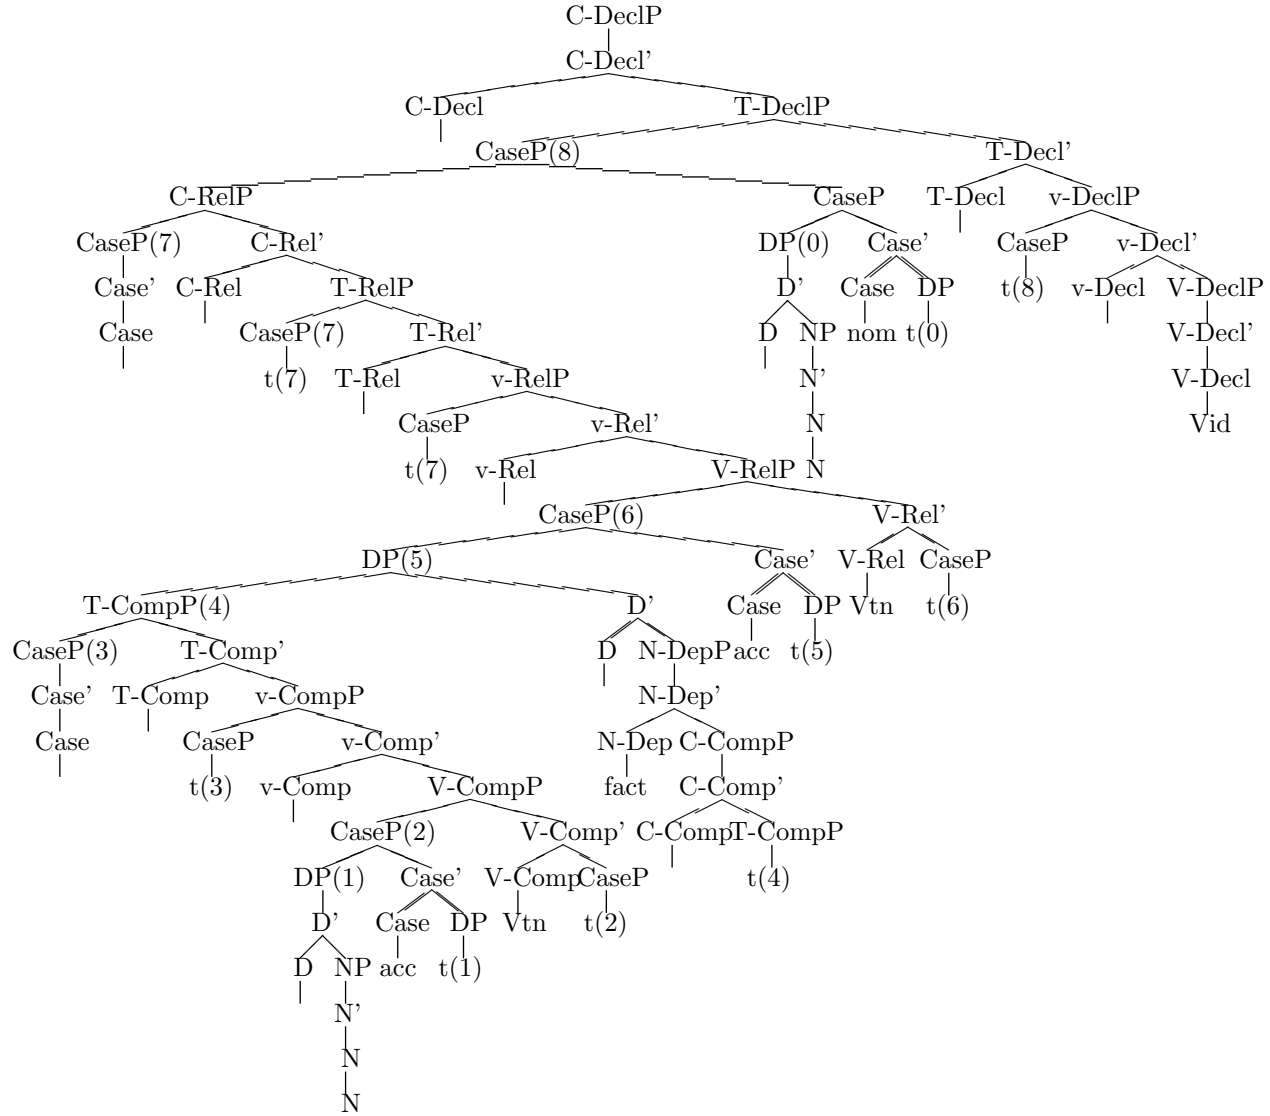 C-DeclP
C-Decl'
C-Decl T-DeclP
CaseP(8) T-Decl'
C-RelP CaseP T-Decl v-DeclP
CaseP(7) C-Rel' DP(0) Case' CaseP v-Decl'
Case' C-Rel T-RelP D' Case DP t(8) v-Decl V-DeclP
Case CaseP(7) T-Rel' D NP nom t(0) V-Decl'
t(7) T-Rel v-RelP N' V-Decl
CaseP v-Rel' N Vid
t(7) v-Rel V-RelP N
CaseP(6) V-Rel'
DP(5) Case' V-Rel CaseP
T-CompP(4) D' Case DP Vtn t(6)
CaseP(3) T-Comp' D N-DepP acc t(5)
Case' T-Comp v-CompP N-Dep'
Case CaseP v-Comp' N-Dep C-CompP
t(3) v-Comp V-CompP fact C-Comp'
CaseP(2) V-Comp' C-Comp T-CompP
DP(1) Case' V-Comp CaseP t(4)
D' Case DP Vtn t(2)
D NP acc t(1)
N'
N
N